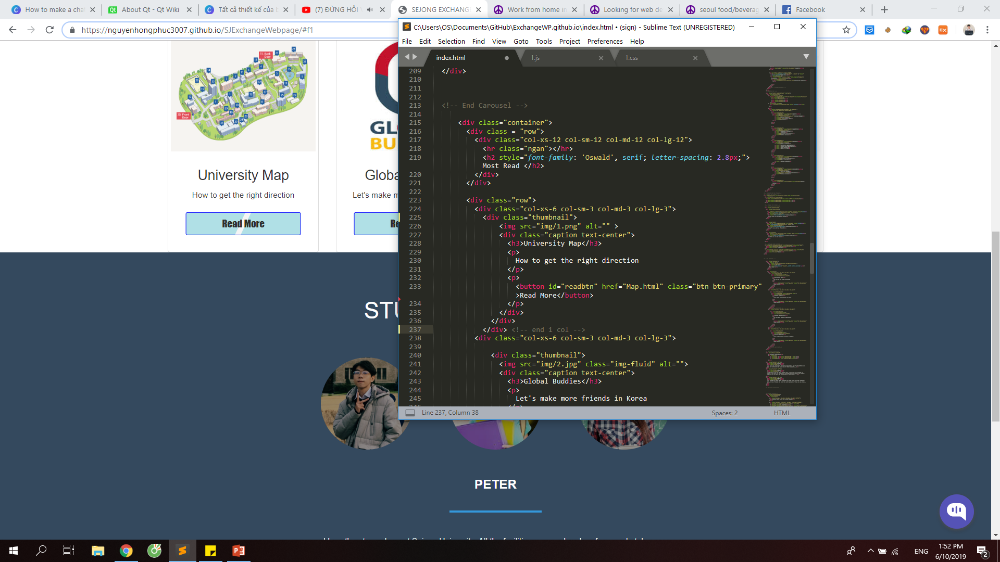 How to make a cha
About Qt - Qt Wiki
Tất cả thiết kế của b
(7) ĐỪNG HỎI
SEJONG EXCHANG
Work from home in
Looking for web de
seoul food/beverag
Facebook
https://nguyenhongphuc3007.github.io/SJExchangeWebpage/#f1
C:\Users\OS\Documents\GitHub\ExchangeWP.github.io\index.html • (sign) - Sublime Text (UNREGISTERED)
File Edit Selection Find View Goto Tools Project Preferences Help
index.html
1.js
1.css
209 </div>
210
211
212
213 <!-- End Carousel -->
214
215 <div class="container">
216 <div class = "row">
217 <div class="col-xs-12 col-sm-12 col-md-12 col-lg-12">
218 <hr class="ngan"></hr>
219 <h2 style="font-family: 'Oswald', serif; letter-spacing: 2.8px;">
Most Read </h2>
220 </div>
221 </div>
222
223 <div class="row">
224 <div class="col-xs-6 col-sm-3 col-md-3 col-lg-3">
225 <div class="thumbnail">
226 <img src="img/1.png" alt="" >
227 <div class="caption text-center">
228 <h3>University Map</h3>
229 <p>
230 How to get the right direction
231 </p>
232 <p>
233 <button id="readbtn" href="Map.html" class="btn btn-primary"
>Read More</button>
234 </p>
235 </div>
236 </div>
237 </div> <!-- end 1 col -->
238 <div class="col-xs-6 col-sm-3 col-md-3 col-lg-3">
239
240 <div class="thumbnail">
241 <img src="img/2.jpg" class="img-fluid" alt="">
242 <div class="caption text-center">
243 <h3>Global Buddies</h3>
244 <p>
245 Let's make more friends in Korea
Line 237, Column 38
Spaces: 2
HTML
31. Back
Door
30. Front
Door
GL
BU
University Map
How to get the right direction
Read More
Globa
Let's make m
Re
STU
PETER
ENG
1:52 PM
6/10/2019
2